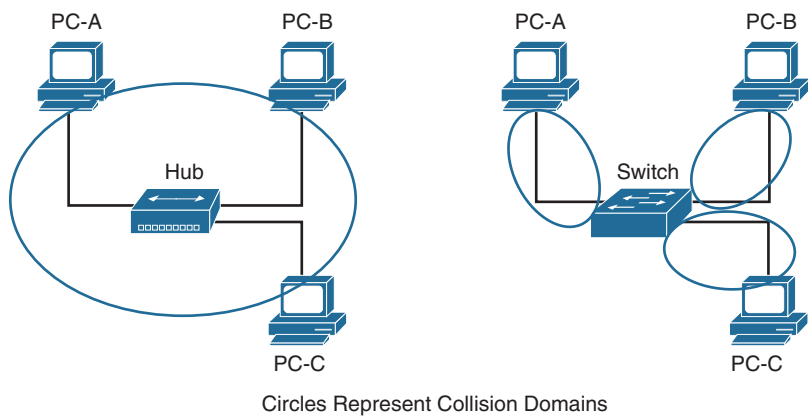 PC-A
PC-B
Hub
PC-C
PC-A
PC-B
Switch
PC-C
Circles Represent Collision Domains